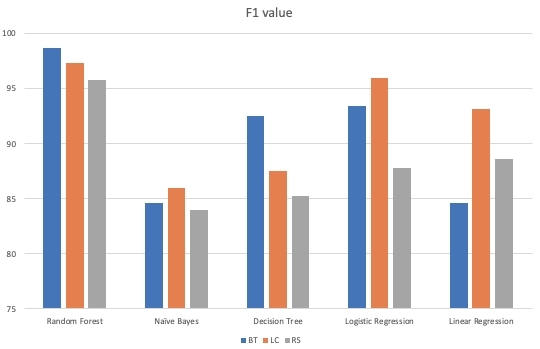 F1 value
100
95
90
85
80
75
Random Forest
Naïve Bayes
Decision Tree
Logistic Regression
Linear Regression
BT LC RS